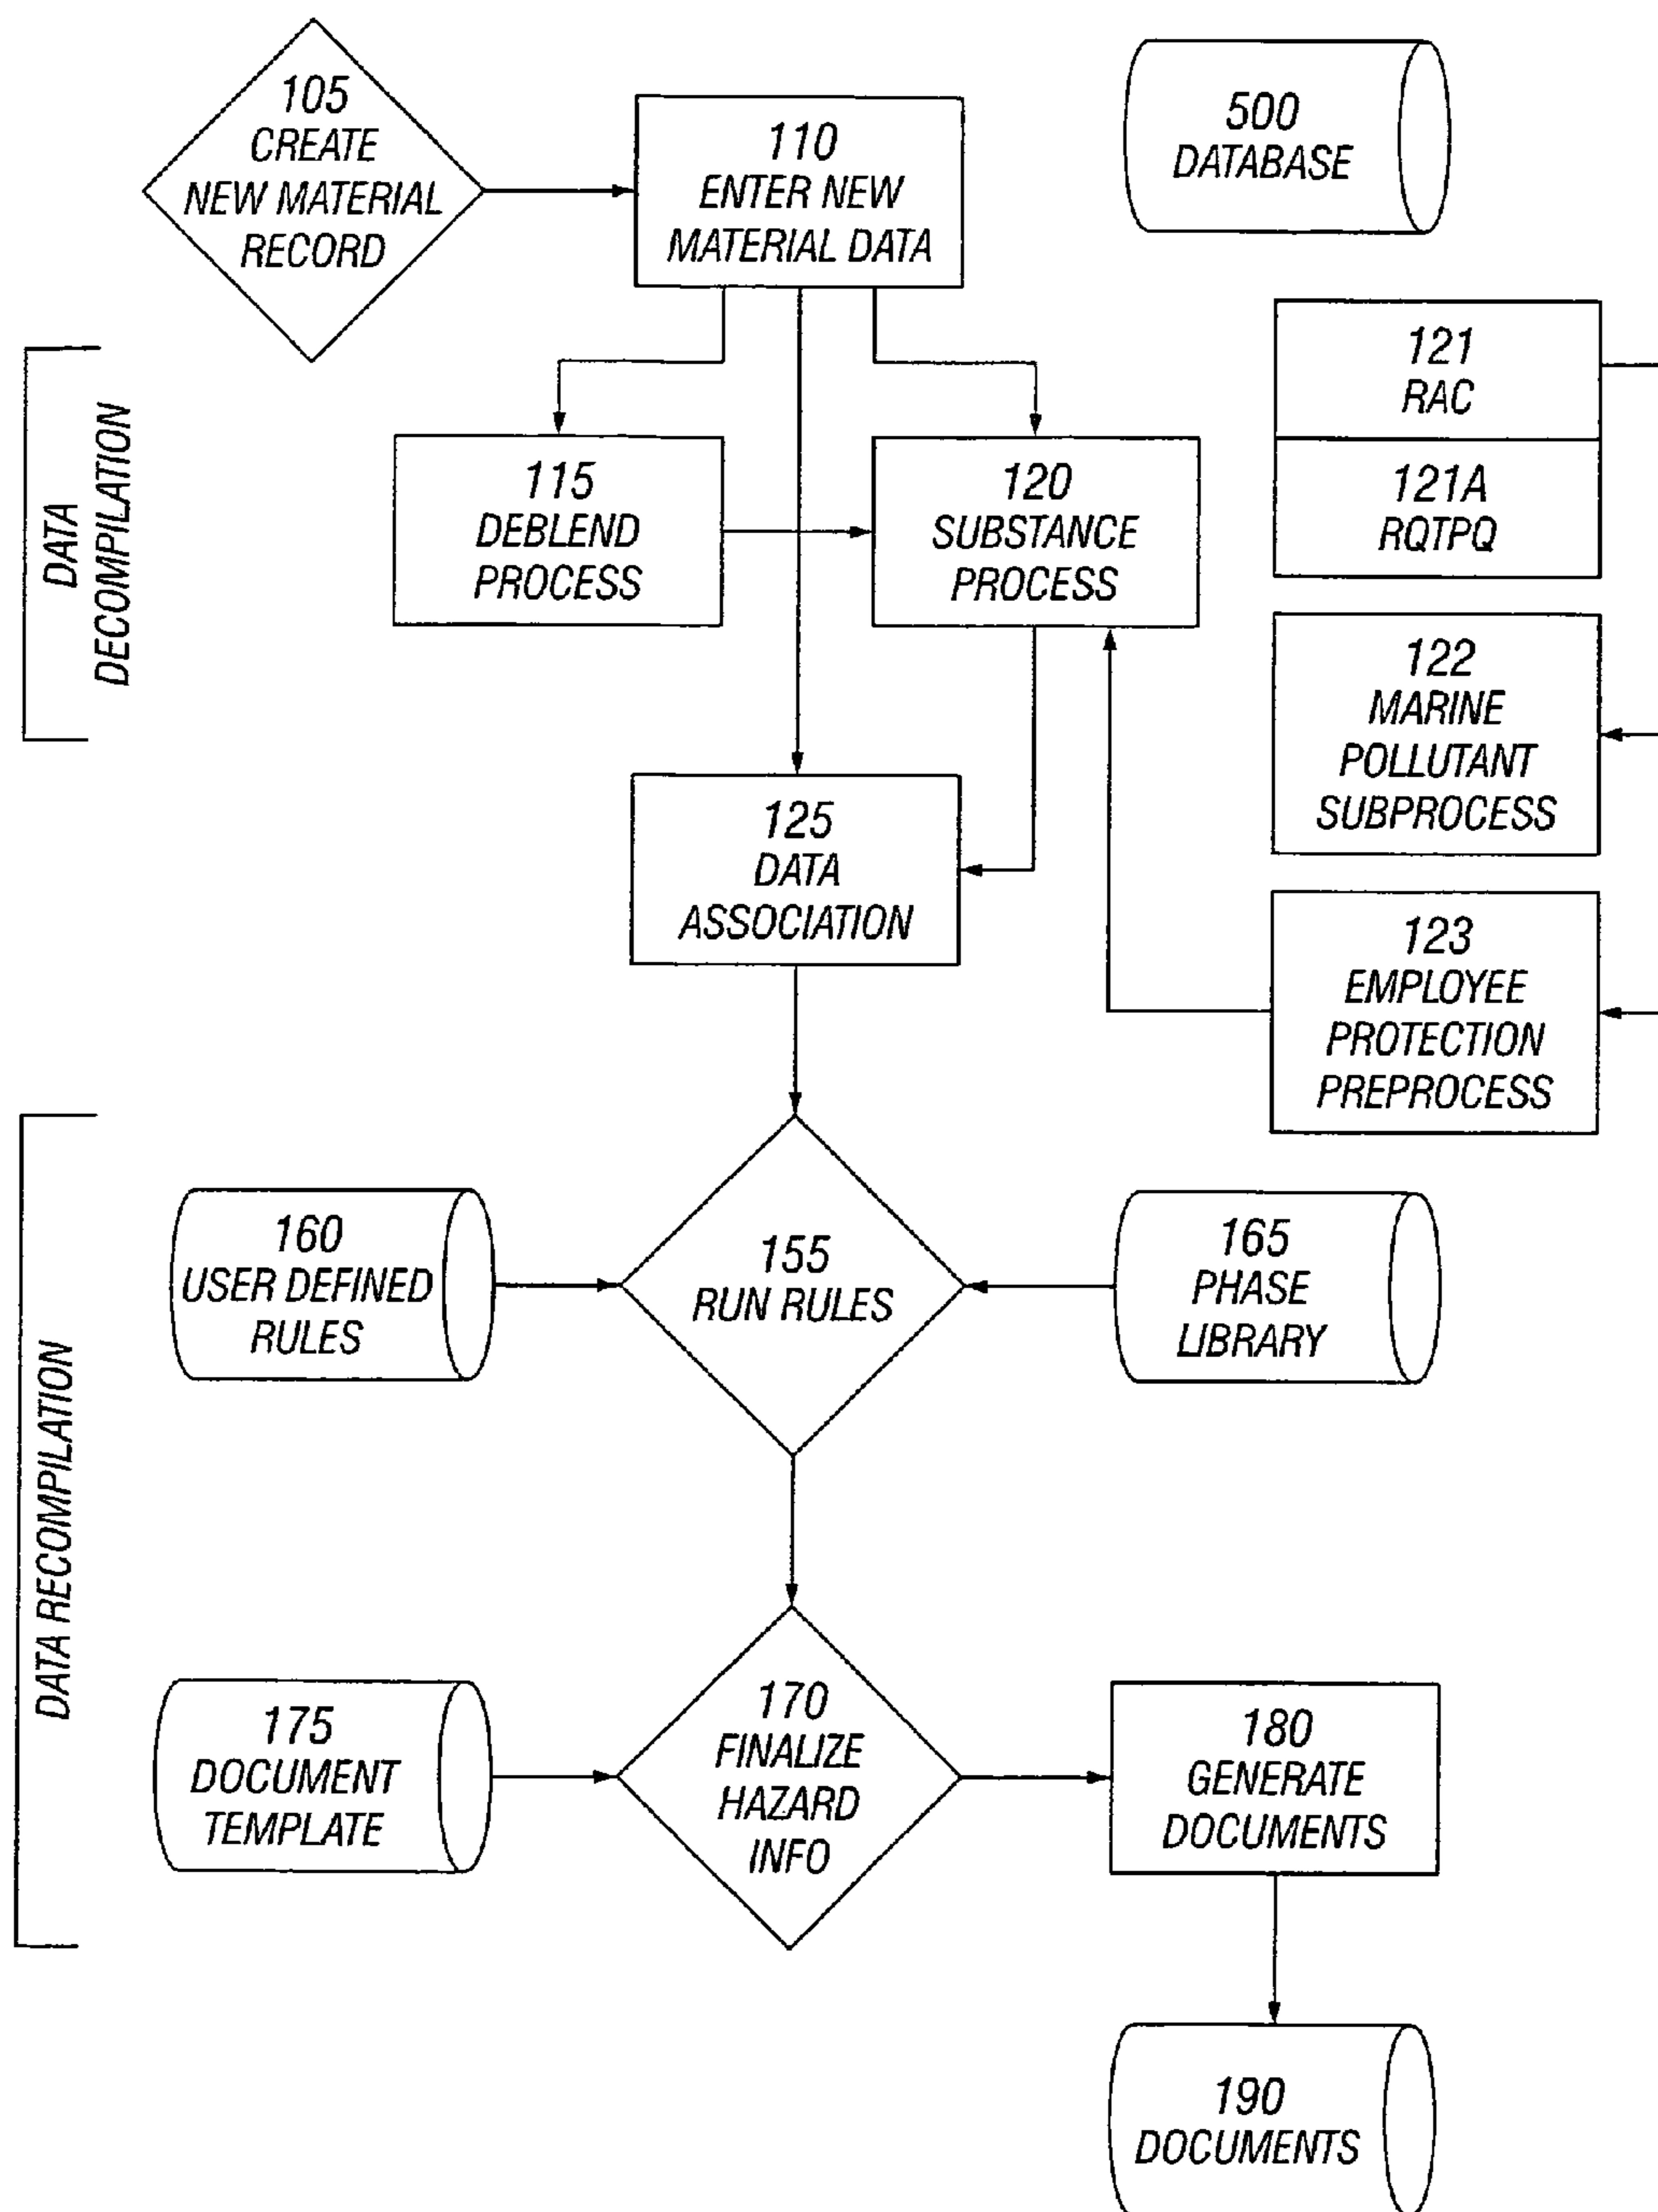 105
CREATE
NEW MATERIAL
RECORD
110
ENTER NEW
MATERIAL DATA
500
DATABASE
DATA
DECOMPILATION
115
DEBLEND
PROCESS
120
SUBSTANCE
PROCESS
121
RAC
121A
RQTPQ
122
MARINE
POLLUTANT
SUBPROCESS
125
DATA
ASSOCIATION
123
EMPLOYEE
PROTECTION
PREPROCESS
DATA RECOMPILATION
160
USER DEFINED
RULES
155
RUN RULES
165
PHASE
LIBRARY
175
DOCUMENT
TEMPLATE
170
FINALIZE
HAZARD
INFO
180
GENERATE
DOCUMENTS
190
DOCUMENTS